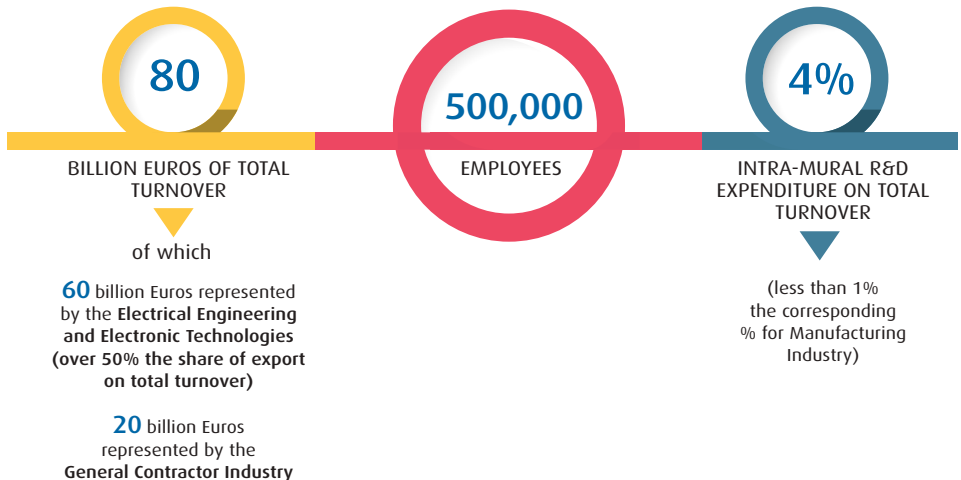 80
BILLION EUROS OF TOTAL
TURNOVER
of which
60 billion Euros represented
by the Electrical Engineering
and Electronic Technologies
(over 50% the share of export
on total turnover)
20 billion Euros
represented by the
General Contractor Industry
500,000
EMPLOYEES
4%
INTRA-MURAL R&D
EXPENDITURE ON TOTAL
TURNOVER
(less than 1%
the corresponding
% for Manufacturing
Industry)